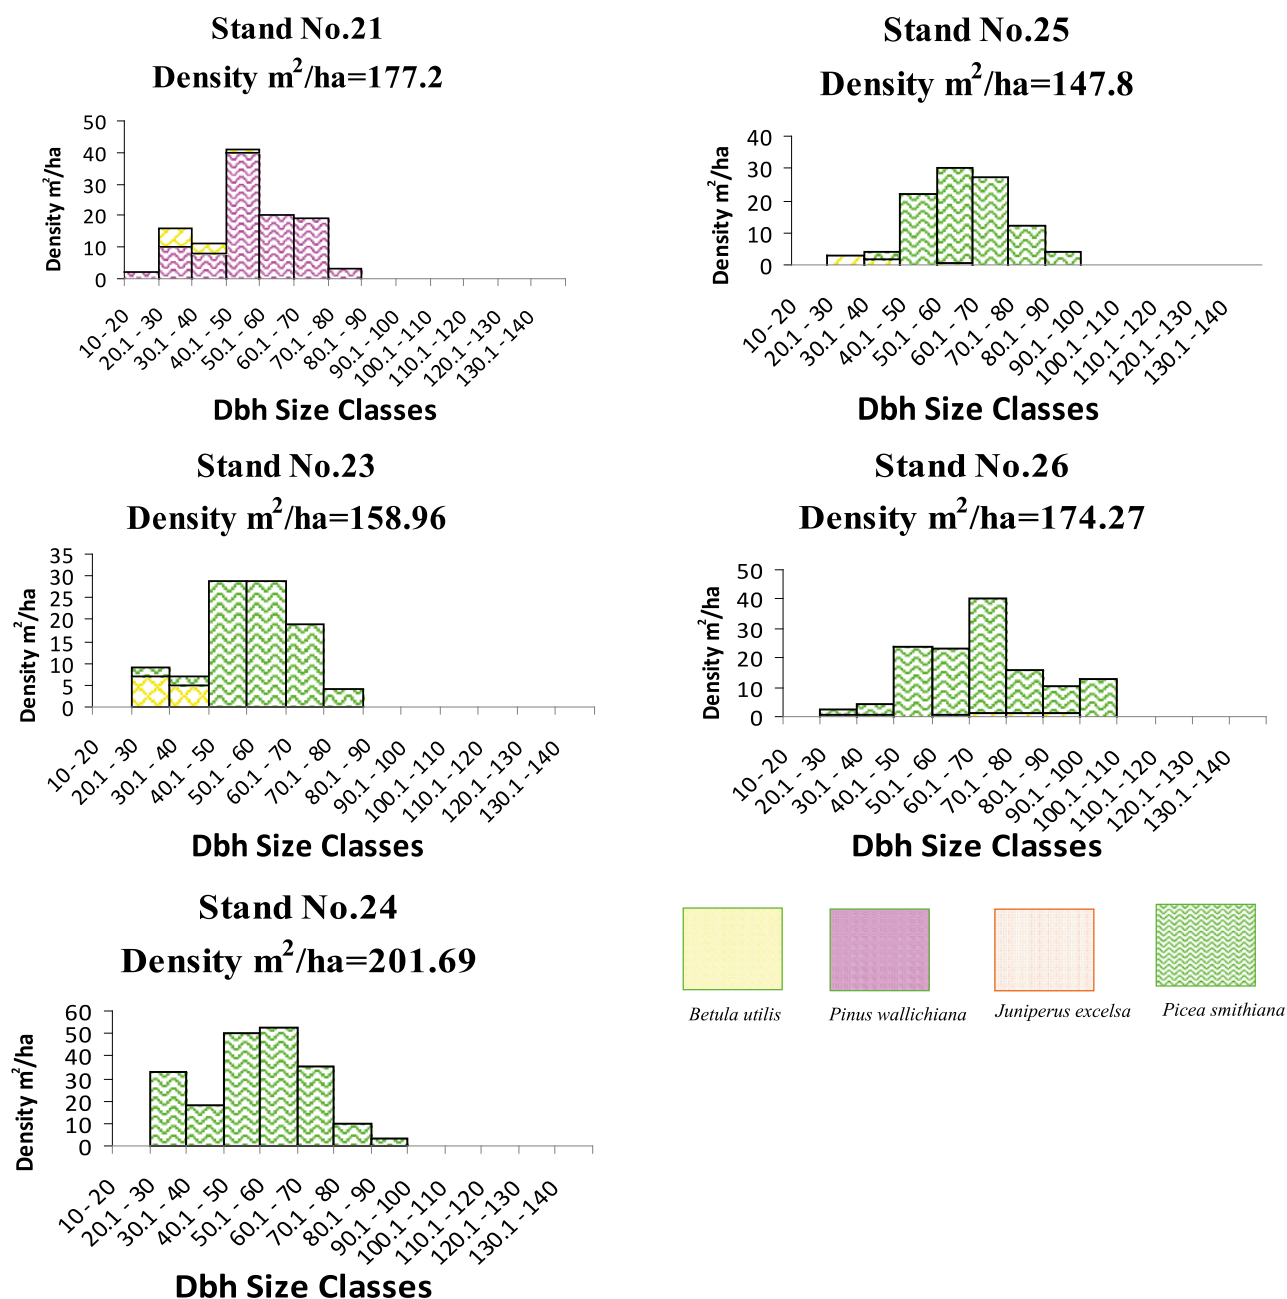 Stand No.21
Density m²/ha=177.2
Density m²/ha
50
40
30
20
10
0
10- 20
20.1 - 30
30.1 - 40
40.1 - 50
50.1 - 60
60.1 - 70
70.1 - 80
80.1 - 90
90.1 - 100
100.1 -110
110.1 -120
120.1 -130
130.1 -140
Dbh Size Classes
Stand No.25
Density m²/ha=147.8
Density m²/ha
40
30
20
10
0
10- 20
20.1 - 30
30.1 - 40
40.1 - 50
50.1 - 60
60.1 - 70
70.1 - 80
80.1 - 90
90.1 - 100
100.1 -110
110.1 -120
120.1 -130
130.1 -140
Dbh Size Classes
Stand No.23
Density m²/ha=158.96
Density m²/ha
35
30
25
20
15
10
5
0
10- 20
20.1 - 30
30.1 - 40
40.1 - 50
50.1 - 60
60.1 - 70
70.1 - 80
80.1 - 90
90.1 - 100
100.1 -110
110.1 -120
120.1 -130
130.1 -140
Dbh Size Classes
Stand No.26
Density m²/ha=174.27
Density m²/ha
50
40
30
20
10
0
10- 20
20.1 - 30
30.1 - 40
40.1 - 50
50.1 - 60
60.1 - 70
70.1 - 80
80.1 - 90
90.1 - 100
100.1 -110
110.1 -120
120.1 -130
130.1 -140
Dbh Size Classes
Stand No.24
Density m²/ha=201.69
Density m²/ha
60
50
40
30
20
10
0
10- 20
20.1 - 30
30.1 - 40
40.1 - 50
50.1 - 60
60.1 - 70
70.1 - 80
80.1 - 90
90.1 - 100
100.1 -110
110.1 -120
120.1 -130
130.1 -140
Dbh Size Classes
Betula utilis
Pinus wallichiana
Juniperus excelsa
Picea smithiana